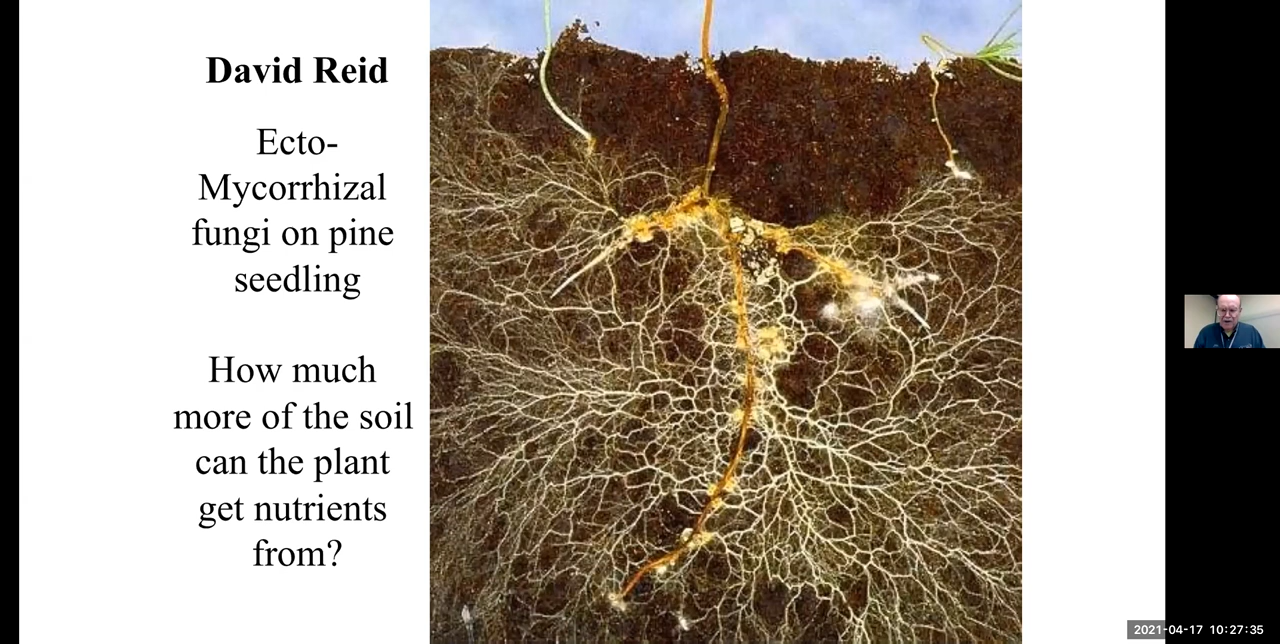 David Reid
Ecto-
Mycorrhizal
fungi on pine
seedling
How much
more of the soil
can the plant
get nutrients
from?
2021-04-17 10:27:35